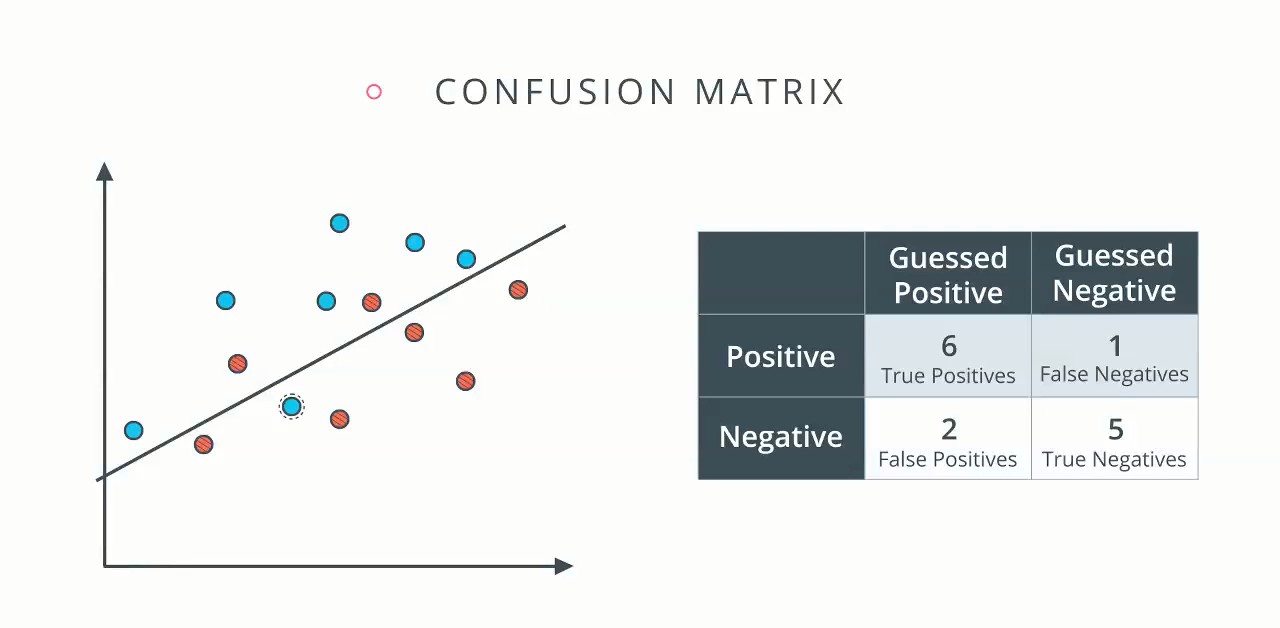 CONFUSION MATRIX
Guessed
Positive
Guessed
Negative
Positive
6
True Positives
1
False Negatives
Negative
2
False Positives
5
True Negatives